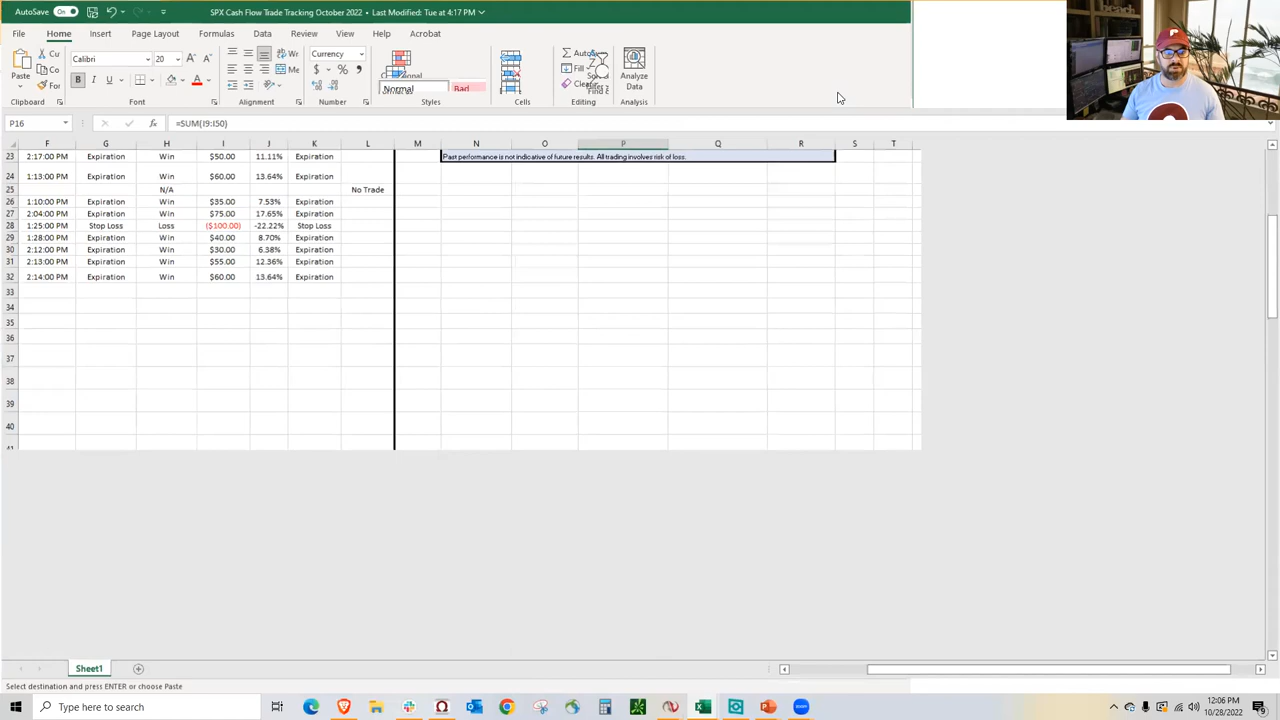 AutoSave On SPX Cash Flow Trade Tracking October 2022 • Last Modified: Tue at 4:17 PM
File Home Insert Page Layout Formulas Data Review View Help Acrobat
Cu Calibri 20 Wr Currency
Paste Co B I U A Me $ % Normal Bad Fill Analyze Data
For Clea Find
Clipboard Font Alignment Number Styles Cells Editing Analysis
P16 fx =SUM(I9:I50)
F G H I J K L M N O P Q R S T
23 2:17:00 PM Expiration Win $50.00 11.11% Expiration Past performance is not indicative of future results. All trading involves risk of loss.
24 1:13:00 PM Expiration Win $60.00 13.64% Expiration
25 N/A No Trade
26 1:10:00 PM Expiration Win $35.00 7.53% Expiration
27 2:04:00 PM Expiration Win $75.00 17.65% Expiration
28 1:25:00 PM Stop Loss Loss ($100.00) -22.22% Stop Loss
29 1:28:00 PM Expiration Win $40.00 8.70% Expiration
30 2:12:00 PM Expiration Win $30.00 6.38% Expiration
31 2:13:00 PM Expiration Win $55.00 12.36% Expiration
32 2:14:00 PM Expiration Win $60.00 13.64% Expiration
33
34
35
36
37
38
39
40
Sheet1
Select destination and press ENTER or choose Paste
Type here to search
12:06 PM
10/28/2022